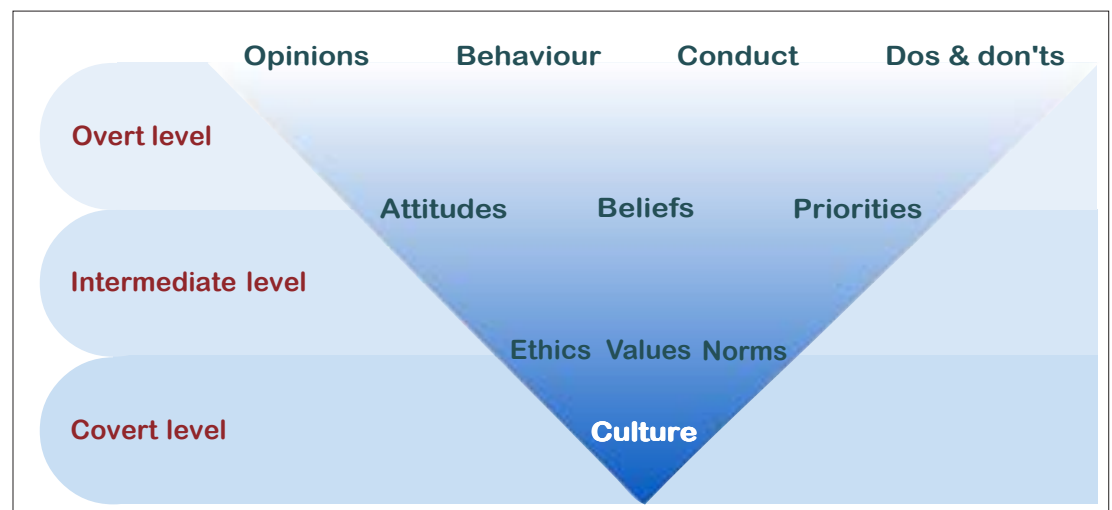 Opinions Behaviour Conduct Dos & don'ts
Overt level
Attitudes Beliefs Priorities
Intermediate level
Ethics Values Norms
Covert level Culture